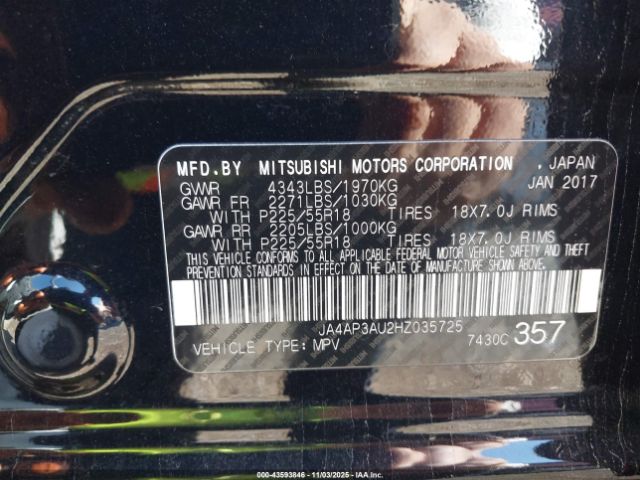 MFD.BY MITSUBISHI MOTORS CORPORATION . JAPAN
GVWR 4343LBS/1970KG JAN 2017
GAWR FR 2271LBS/1030KG
WITH P225/55R18 TIRES 18X7.0J RIMS
GAWR RR 2205LBS/1000KG
WITH P225/55R18 TIRES 18X7.0J RIMS
THIS VEHICLE CONFORMS TO ALL APPLICABLE FEDERAL MOTOR VEHICLE SAFETY AND THEFT
PREVENTION STANDARDS IN EFFECT ON THE DATE OF MANUFACTURE SHOWN ABOVE.
JA4AP3AU2HZ035725
VEHICLE TYPE: MPV 7430C 357
000-43593846 - 11/03/2025 - IAA Inc.